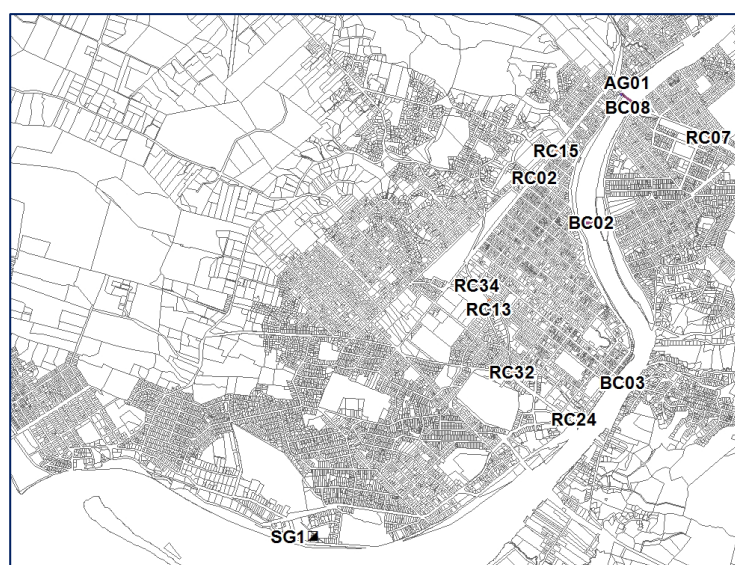 AG01
BC08
RC07
RC15
RC02
BC02
RC34
RC13
RC32
BC03
RC24
SG1